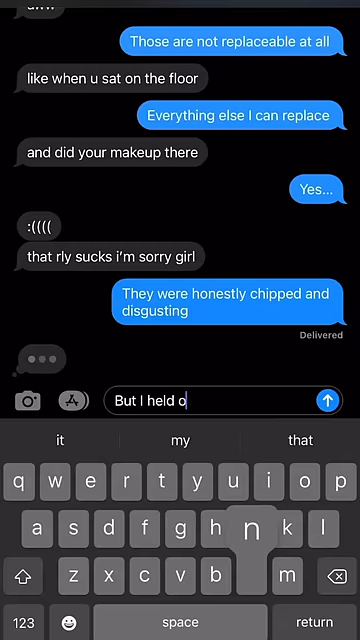 aww
Those are not replaceable at all
like when u sat on the floor
Everything else I can replace
and did your makeup there
Yes...
:((((
that rly sucks i'm sorry girl
They were honestly chipped and
disgusting
Delivered
But I held o
it my that
q w e r t y u i o p
a s d f g h n k l
z x c v b m
123 space return